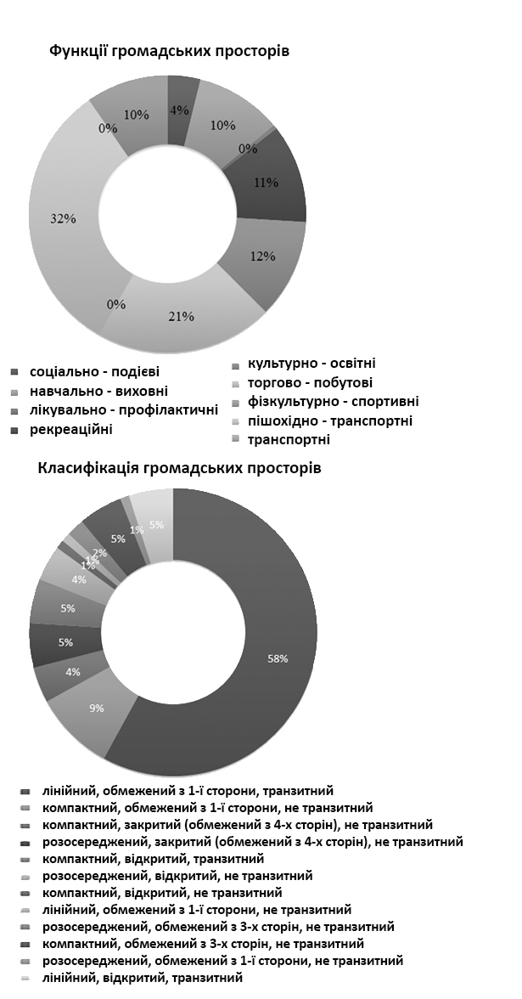 Функції громадських просторів
4%
10%
0%
11%
12%
21%
0%
32%
0%
10%
соціально - подієві
навчально - виховні
лікувально - профілактичні
рекреаційні
культурно - освітні
торгово - побутові
фізкультурно - спортивні
пішохідно - транспортні
транспортні
Класифікація громадських просторів
58%
9%
4%
5%
5%
4%
1%
1%
2%
5%
1%
5%
лінійний, обмежений з 1-ї сторони, транзитний
компактний, обмежений з 1-ї сторони, не транзитний
компактний, закритий (обмежений з 4-х сторін), не транзитний
розосереджений, закритий (обмежений з 4-х сторін), не транзитний
компактний, відкритий, транзитний
розосереджений, відкритий, не транзитний
компактний, відкритий, не транзитний
лінійний, обмежений з 1-ї сторони, не транзитний
розосереджений, обмежений з 3-х сторін, не транзитний
компактний, обмежений з 3-х сторін, не транзитний
розосереджений, обмежений з 1-ї сторони, не транзитний
лінійний, відкритий, транзитний